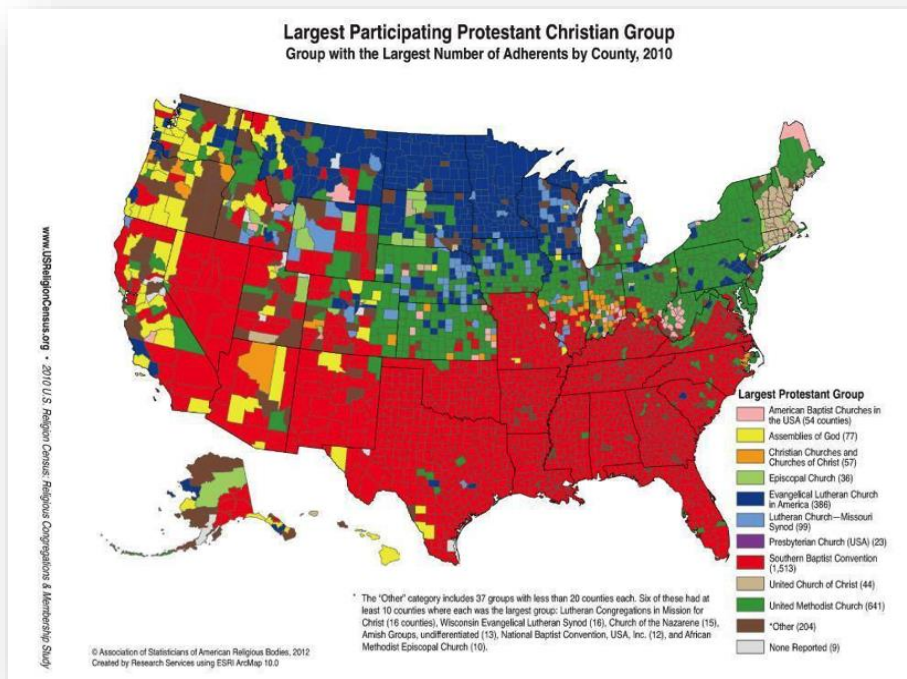 Largest Participating Protestant Christian Group
Group with the Largest Number of Adherents by County, 2010
www.USReligionCensus.org • 2010 U.S. Religion Census: Religious Congregations & Membership Study
Largest Protestant Group
American Baptist Churches in
the USA (54 counties)
Assemblies of God (77)
Christian Churches and
Churches of Christ (57)
Episcopal Church (36)
Evangelical Lutheran Church
in America (386)
Lutheran Church—Missouri
Synod (99)
Presbyterian Church (USA) (23)
Southern Baptist Convention
(1,513)
United Church of Christ (44)
United Methodist Church (641)
*Other (204)
None Reported (9)
* The "Other" category includes 37 groups with less than 20 counties each. Six of these had at
least 10 counties where each was the largest group: Lutheran Congregations in Mission for
Christ (16 counties), Wisconsin Evangelical Lutheran Synod (16), Church of the Nazarene (15),
Amish Groups, undifferentiated (13), National Baptist Convention, USA, Inc. (12), and African
Methodist Episcopal Church (10).
© Association of Statisticians of American Religious Bodies, 2012
Created by Research Services using ESRI ArcMap 10.0